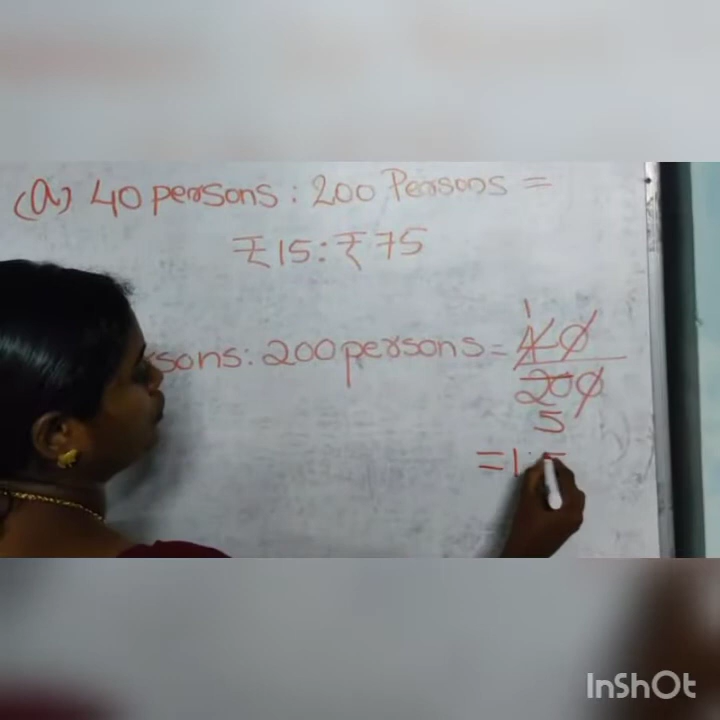 (a) 40 persons : 200 Persons =
₹15 : ₹75
sons : 200 persons = 40
200
1
5
= 1 :
InShOt